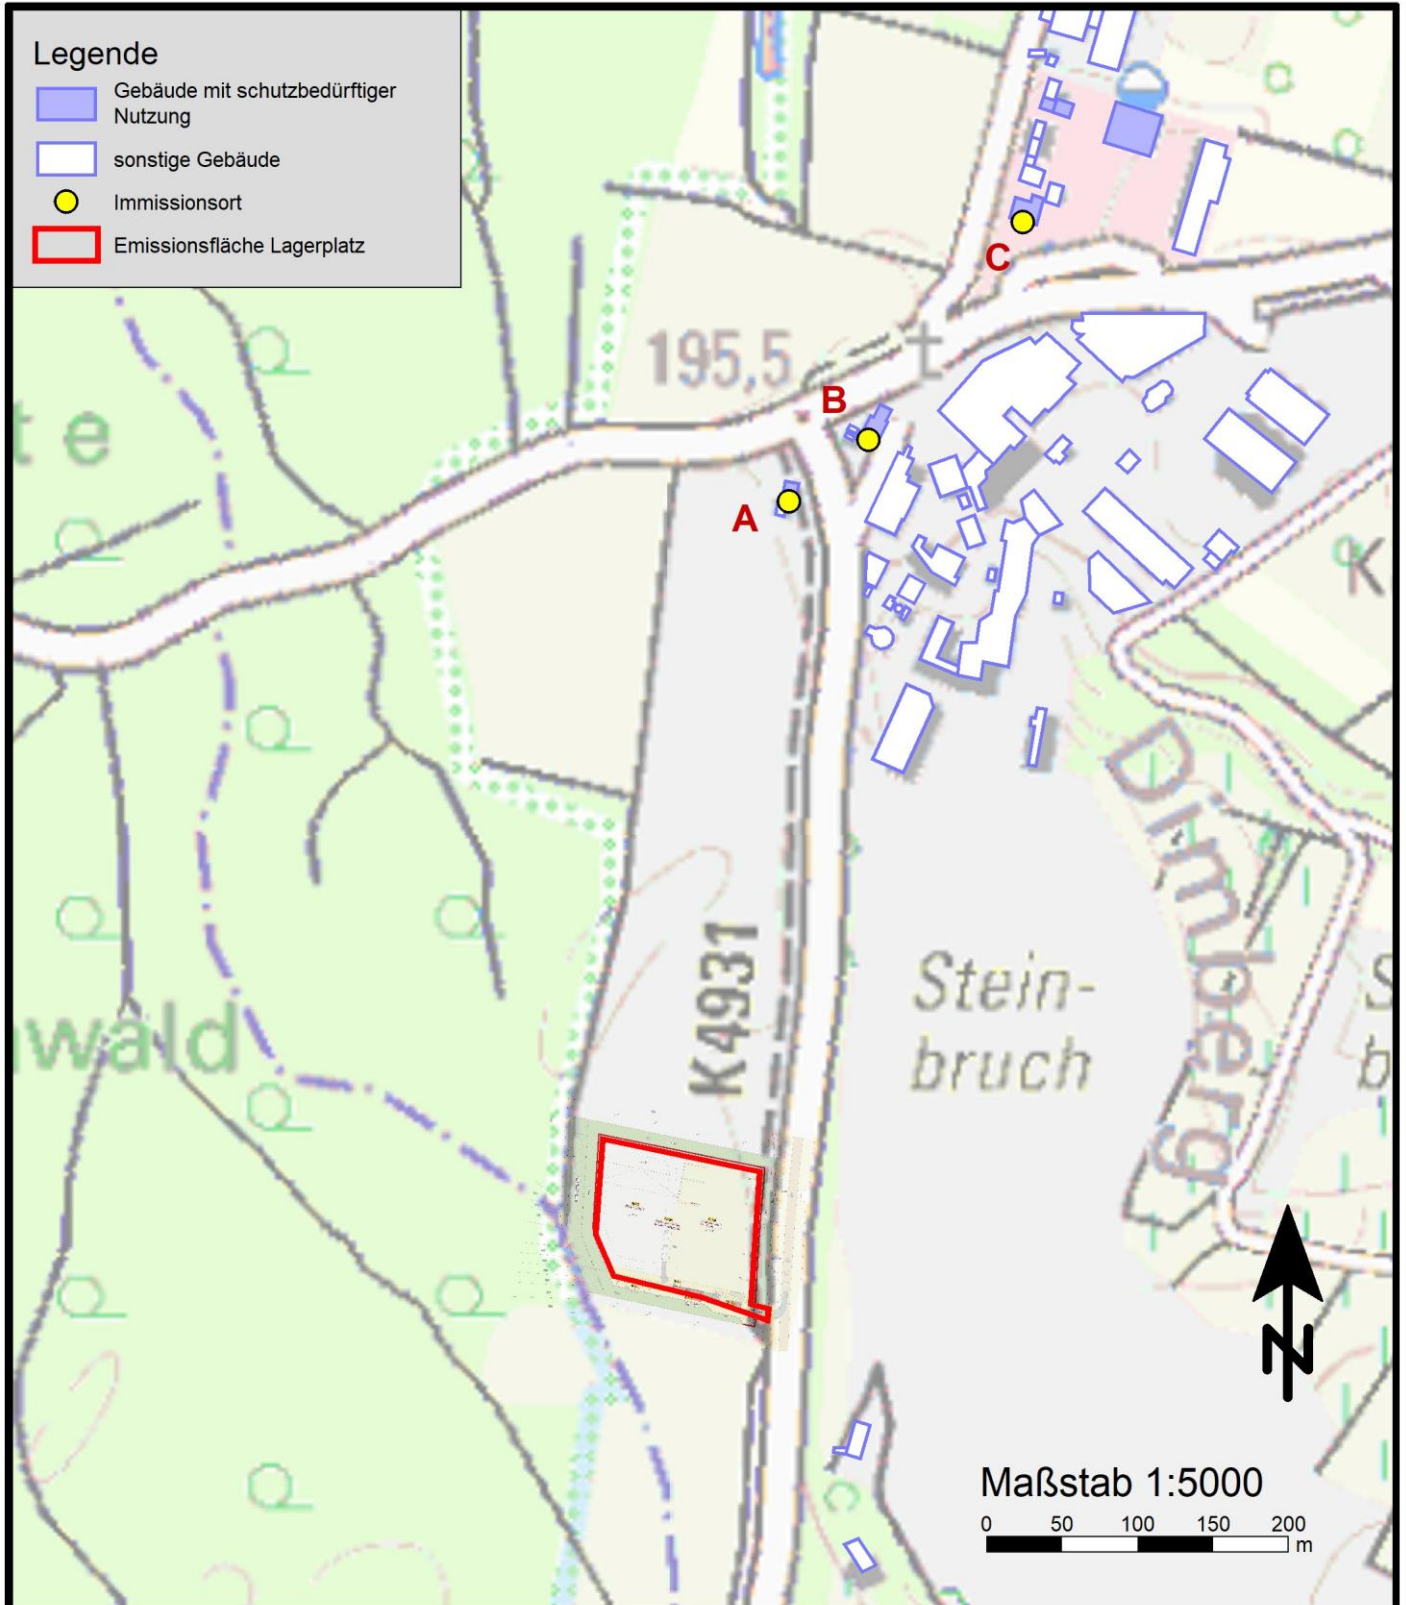 Legende
Gebäude mit schutzbedürftiger
Nutzung
sonstige Gebäude
Immissionsort
Emissionsfläche Lagerplatz
C
195,5
B
t
te
A
K
Dimberg
K4931
Stein-
bruch
S
b
wald
N
Maßstab 1:5000
0 50 100 150 200
m